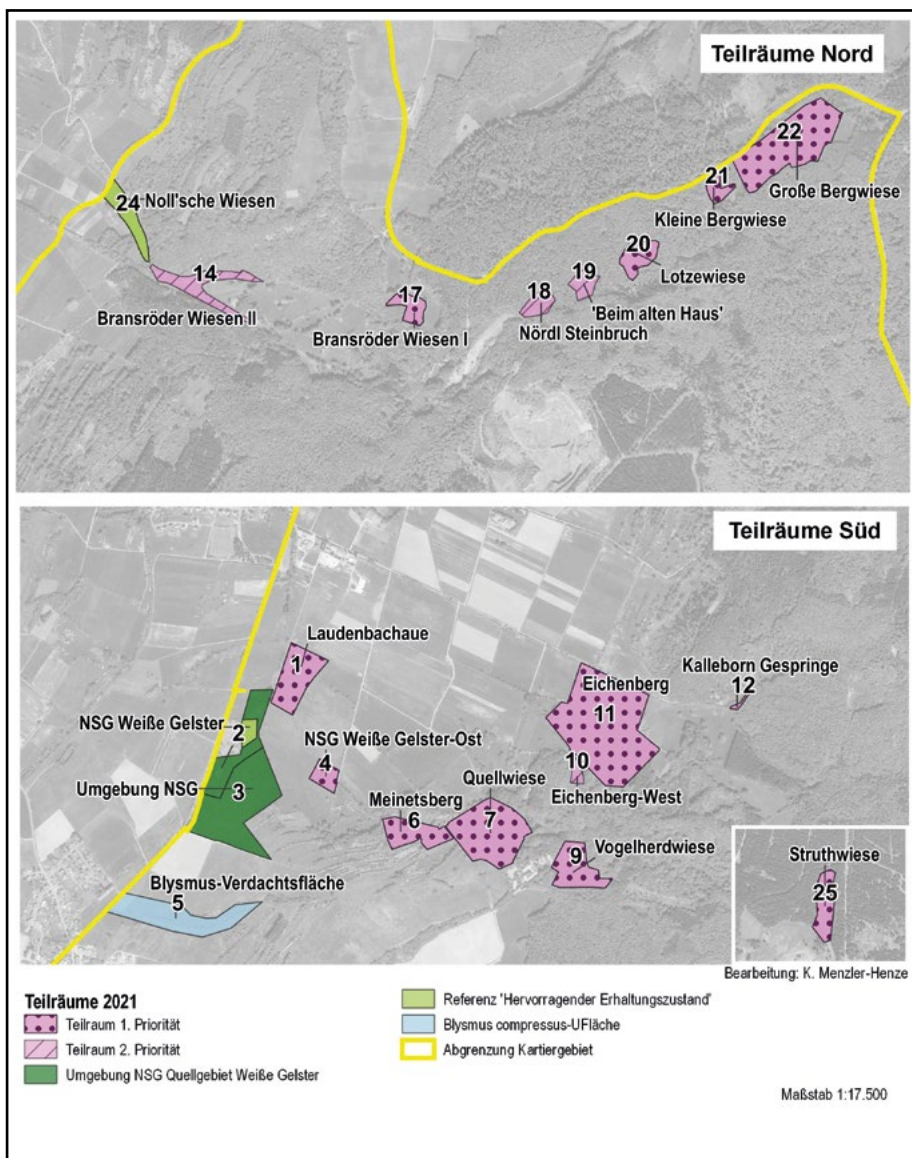 Teilräume Nord
22
Große Bergwiese
21
Kleine Bergwiese
24
Noll'sche Wiesen
20
Lotzewiese
14
Bransröder Wiesen II
19
'Beim alten Haus'
17
Bransröder Wiesen I
18
Nördl Steinbruch
Teilräume Süd
Laudenbachaue
1
Kalleborn Gespringe
12
Eichenberg
11
NSG Weiße Gelster
2
NSG Weiße Gelster-Ost
4
10
Eichenberg-West
Umgebung NSG
3
Quellwiese
7
Meinetsberg
6
9
Vogelherdwiese
Blysmus-Verdachtsfläche
5
Struthwiese
25
Bearbeitung: K. Menzler-Henze
Teilräume 2021
Teilraum 1. Priorität
Teilraum 2. Priorität
Umgebung NSG Quellgebiet Weiße Gelster
Referenz 'Hervorragender Erhaltungszustand'
Blysmus compressus-UFläche
Abgrenzung Kartiergebiet
Maßstab 1:17.500